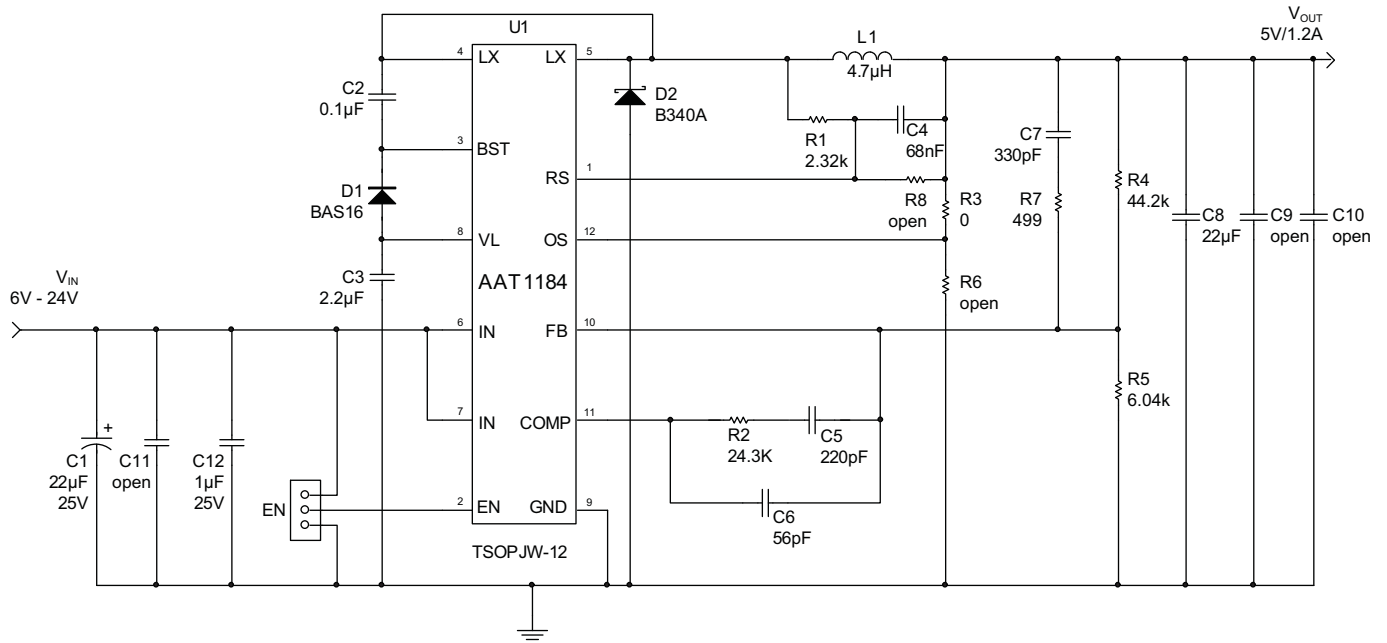 U1
V_OUT
5V/1.2A
4
LX
LX
5
L1
4.7µH
C2
0.1µF
D2
B340A
3
BST
R1
2.32k
C4
68nF
C7
330pF
1
RS
D1
BAS16
R8
open
R3
0
R7
499
R4
44.2k
8
VL
OS
12
C8
22µF
C9
open
C10
open
V_IN
6V - 24V
C3
2.2µF
AAT1184
R6
open
6
IN
FB
10
R5
6.04k
7
IN
COMP
11
R2
24.3K
C5
220pF
+
C1
22µF
25V
C11
open
C12
1µF
25V
EN
2
EN
GND
9
C6
56pF
TSOPJW-12